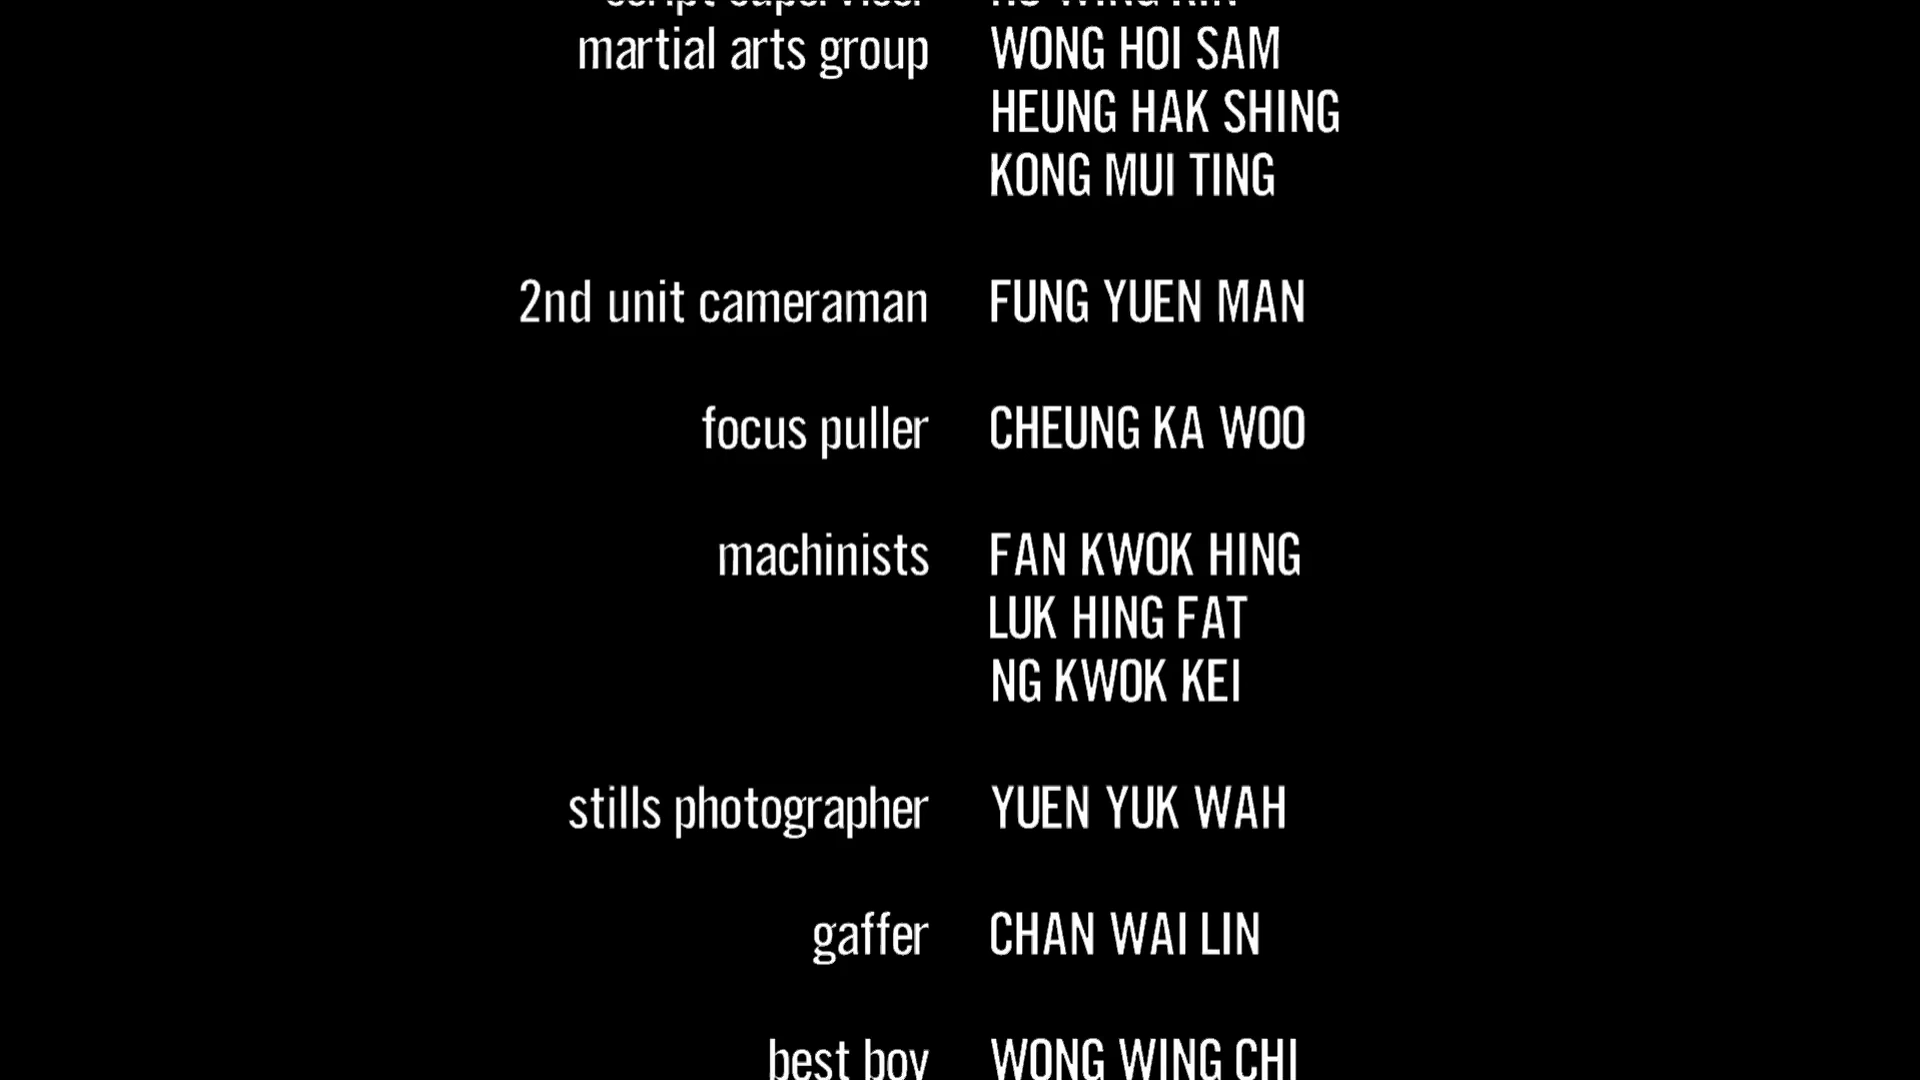 script supervisor
martial arts group WONG HOI SAM
HEUNG HAK SHING
KONG MUI TING
2nd unit cameraman FUNG YUEN MAN
focus puller CHEUNG KA WOO
machinists FAN KWOK HING
LUK HING FAT
NG KWOK KEI
stills photographer YUEN YUK WAH
gaffer CHAN WAI LIN
best boy WONG WING CHI